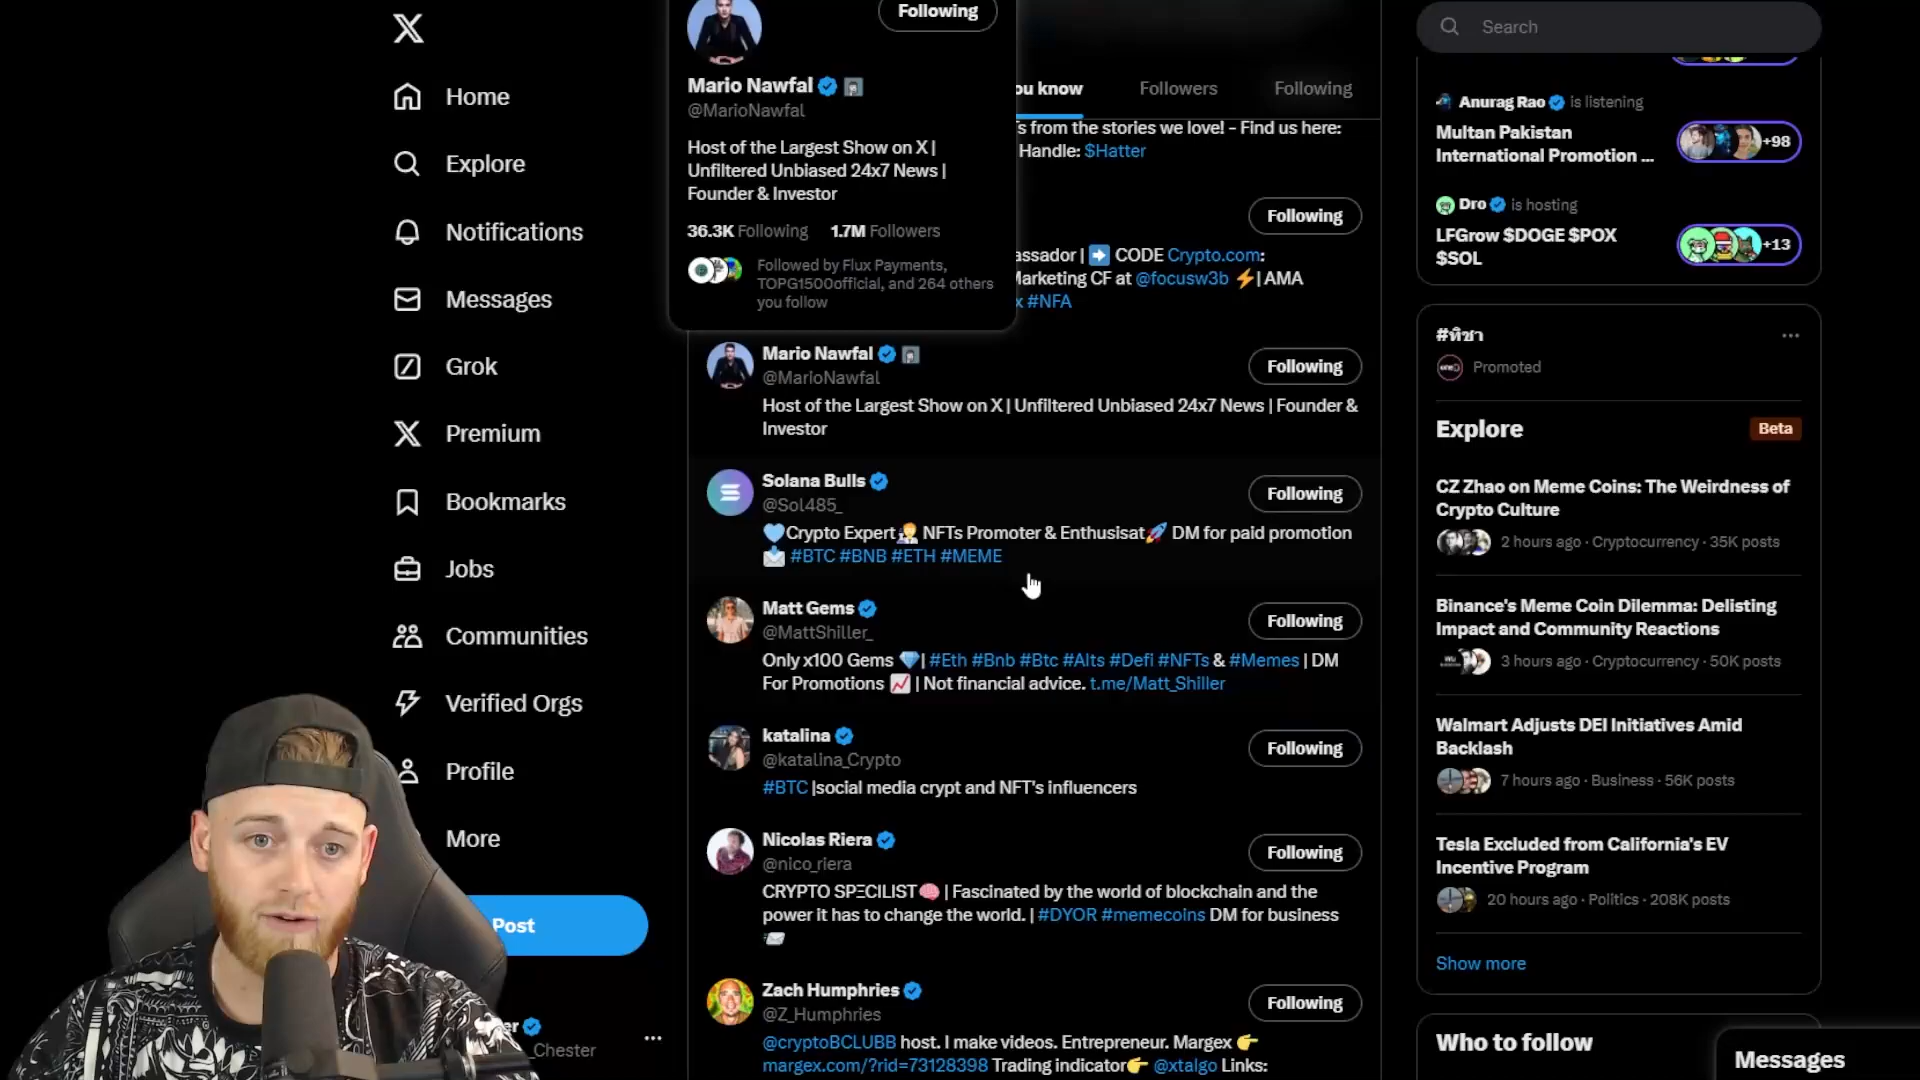 Home
Explore
Notifications
Messages
Grok
Premium
Bookmarks
Jobs
Communities
Verified Orgs
Profile
More
Post
_Chester
Following
Mario Nawfal
@MarioNawfal
Host of the Largest Show on X |
Unfiltered Unbiased 24x7 News |
Founder & Investor
36.3K Following 1.7M Followers
Followed by Flux Payments,
TOPG1500official, and 264 others
you follow
ou know Followers Following
s from the stories we love! - Find us here:
Handle: $Hatter
Following
assador | ➡️ CODE Crypto.com:
Marketing CF at @focusw3b ⚡| AMA
x #NFA
Mario Nawfal
@MarioNawfal
Following
Host of the Largest Show on X | Unfiltered Unbiased 24x7 News | Founder &
Investor
Solana Bulls
@Sol485_
Following
🩵Crypto Expert🧑‍💼 NFTs Promoter & Enthusisat🚀 DM for paid promotion
📩 #BTC #BNB #ETH #MEME
Matt Gems
@MattShiller_
Following
Only x100 Gems 💎| #Eth #Bnb #Btc #Alts #Defi #NFTs & #Memes | DM
For Promotions 📈 | Not financial advice. t.me/Matt_Shiller
katalina
@katalina_Crypto
Following
#BTC |social media crypt and NFT's influencers
Nicolas Riera
@nico_riera
Following
CRYPTO SPΞCILIST🧠 | Fascinated by the world of blockchain and the
power it has to change the world. | #DYOR #memecoins DM for business
📨
Zach Humphries
@Z_Humphries
Following
@cryptoBCLUBB host. I make videos. Entrepreneur. Margex 👉
margex.com/?rid=73128398 Trading indicator👉 @xtalgo Links:
Search
Anurag Rao is listening
Multan Pakistan
International Promotion ...
+98
Dro is hosting
LFGrow $DOGE $POX
$SOL
+13
#ทิชา
Promoted
Explore Beta
CZ Zhao on Meme Coins: The Weirdness of
Crypto Culture
2 hours ago · Cryptocurrency · 35K posts
Binance's Meme Coin Dilemma: Delisting
Impact and Community Reactions
3 hours ago · Cryptocurrency · 50K posts
Walmart Adjusts DEI Initiatives Amid
Backlash
7 hours ago · Business · 56K posts
Tesla Excluded from California's EV
Incentive Program
20 hours ago · Politics · 208K posts
Show more
Who to follow
Messages